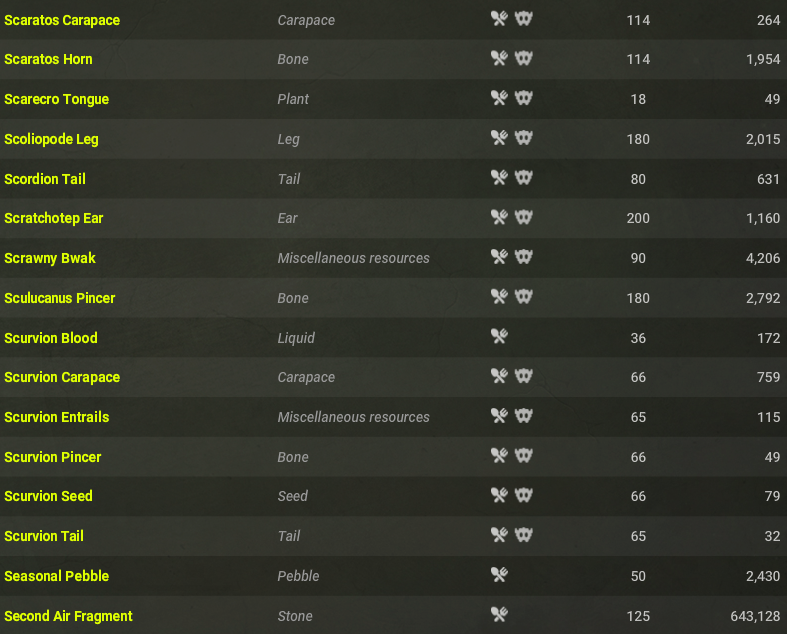 Scaratos Carapace Carapace 114 264
Scaratos Horn Bone 114 1,954
Scarecro Tongue Plant 18 49
Scoliopode Leg Leg 180 2,015
Scordion Tail Tail 80 631
Scratchotep Ear Ear 200 1,160
Scrawny Bwak Miscellaneous resources 90 4,206
Sculucanus Pincer Bone 180 2,792
Scurvion Blood Liquid 36 172
Scurvion Carapace Carapace 66 759
Scurvion Entrails Miscellaneous resources 65 115
Scurvion Pincer Bone 66 49
Scurvion Seed Seed 66 79
Scurvion Tail Tail 65 32
Seasonal Pebble Pebble 50 2,430
Second Air Fragment Stone 125 643,128